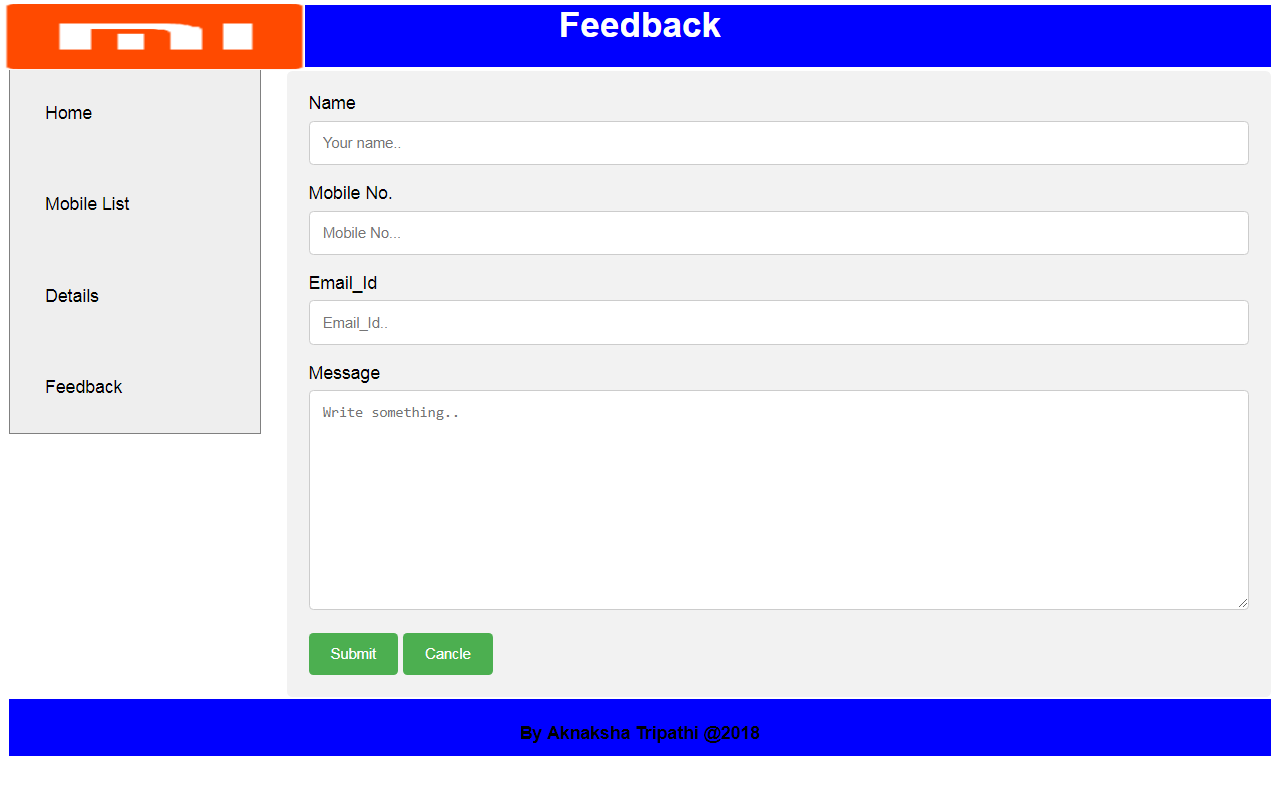 mi
Feedback
Home
Mobile List
Details
Feedback
Name
Your name..
Mobile No.
Mobile No...
Email_Id
Email_Id..
Message
Write something..
Submit Cancle
By Aknaksha Tripathi @2018